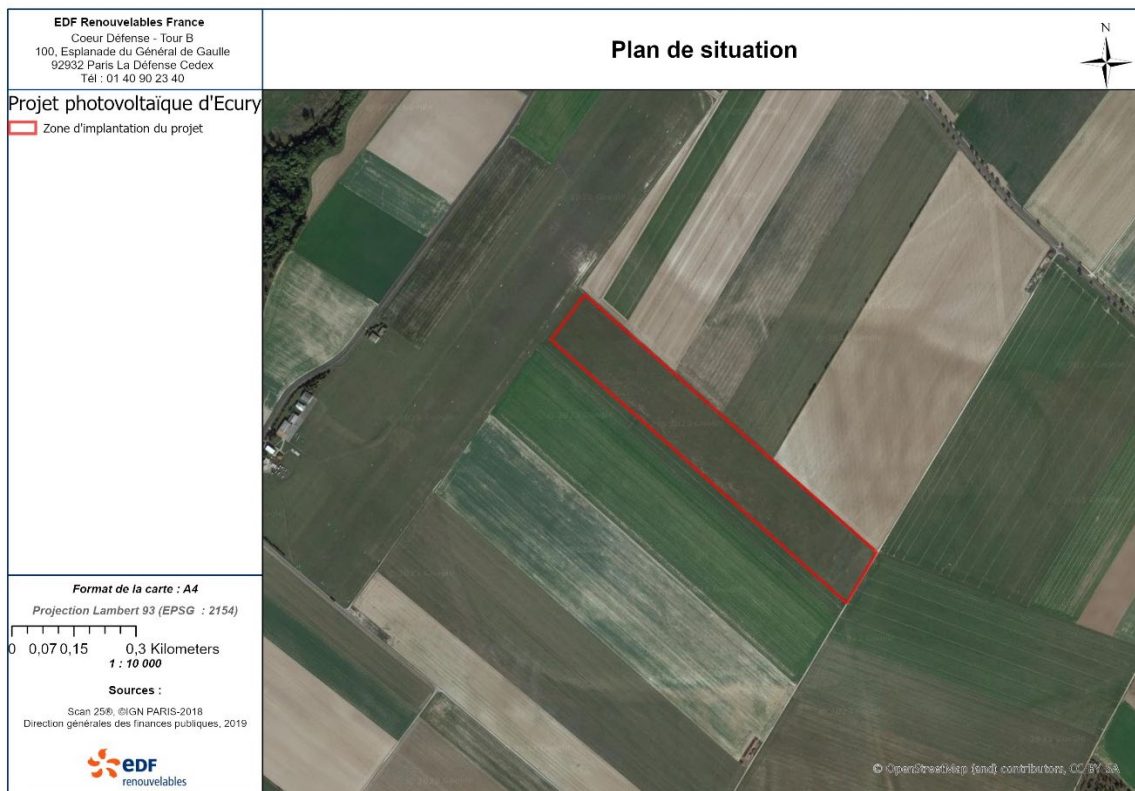 EDF Renouvelables France
Coeur Défense - Tour B
100, Esplanade du Général de Gaulle
92932 Paris La Défense Cedex
Tél : 01 40 90 23 40
Plan de situation
N
Projet photovoltaïque d'Ecury
Zone d'implantation du projet
Format de la carte : A4
Projection Lambert 93 (EPSG : 2154)
0 0,07 0,15 0,3 Kilometers
1 : 10 000
Sources :
Scan 25®, ©IGN PARIS-2018
Direction générales des finances publiques, 2019
edf
renouvelables
© OpenStreetMap (and) contributors, CC BY SA